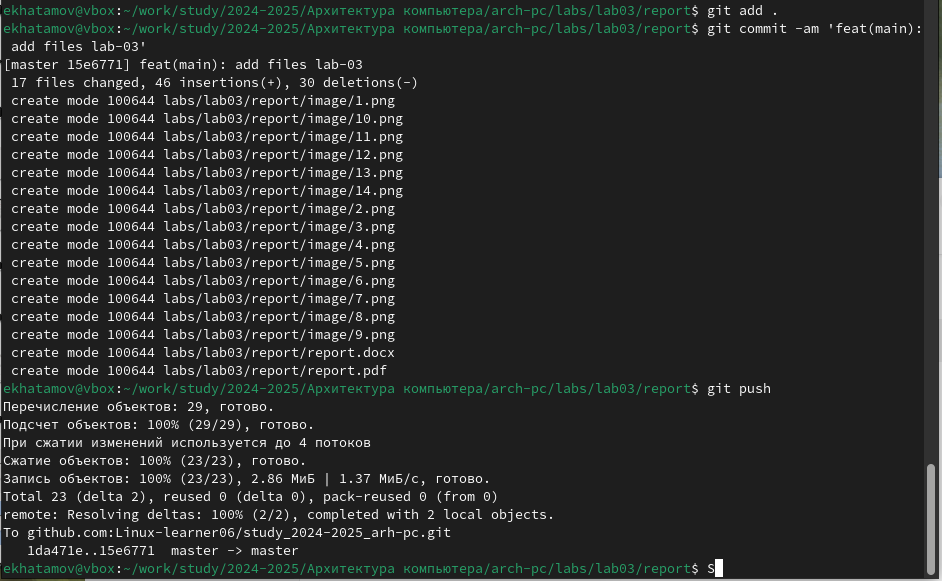 ekhatamov@vbox:~/work/study/2024-2025/Архитектура компьютера/arch-pc/labs/lab03/report$ git add .
ekhatamov@vbox:~/work/study/2024-2025/Архитектура компьютера/arch-pc/labs/lab03/report$ git commit -am 'feat(main):
 add files lab-03'
[master 15e6771] feat(main): add files lab-03
 17 files changed, 46 insertions(+), 30 deletions(-)
 create mode 100644 labs/lab03/report/image/1.png
 create mode 100644 labs/lab03/report/image/10.png
 create mode 100644 labs/lab03/report/image/11.png
 create mode 100644 labs/lab03/report/image/12.png
 create mode 100644 labs/lab03/report/image/13.png
 create mode 100644 labs/lab03/report/image/14.png
 create mode 100644 labs/lab03/report/image/2.png
 create mode 100644 labs/lab03/report/image/3.png
 create mode 100644 labs/lab03/report/image/4.png
 create mode 100644 labs/lab03/report/image/5.png
 create mode 100644 labs/lab03/report/image/6.png
 create mode 100644 labs/lab03/report/image/7.png
 create mode 100644 labs/lab03/report/image/8.png
 create mode 100644 labs/lab03/report/image/9.png
 create mode 100644 labs/lab03/report/report.docx
 create mode 100644 labs/lab03/report/report.pdf
ekhatamov@vbox:~/work/study/2024-2025/Архитектура компьютера/arch-pc/labs/lab03/report$ git push
Перечисление объектов: 29, готово.
Подсчет объектов: 100% (29/29), готово.
При сжатии изменений используется до 4 потоков
Сжатие объектов: 100% (23/23), готово.
Запись объектов: 100% (23/23), 2.86 МиБ | 1.37 МиБ/с, готово.
Total 23 (delta 2), reused 0 (delta 0), pack-reused 0 (from 0)
remote: Resolving deltas: 100% (2/2), completed with 2 local objects.
To github.com:Linux-learner06/study_2024-2025_arh-pc.git
   1da471e..15e6771  master -> master
ekhatamov@vbox:~/work/study/2024-2025/Архитектура компьютера/arch-pc/labs/lab03/report$ S